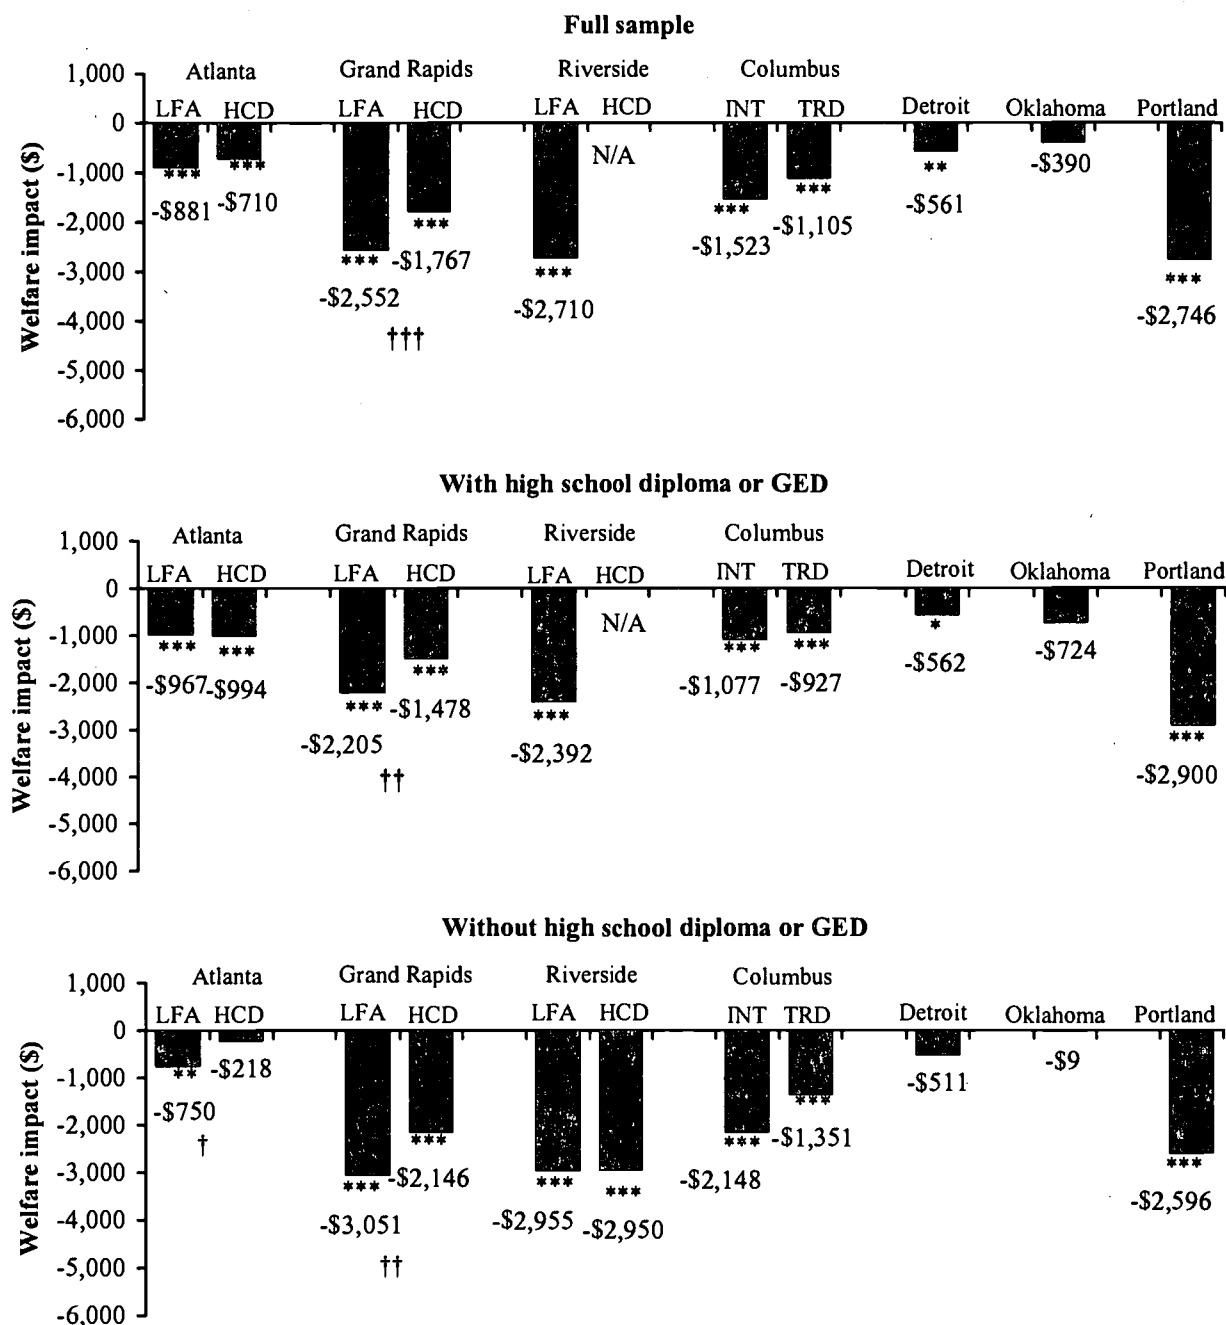 Full sample
Welfare impact ($)
1,000
0
-1,000
-2,000
-3,000
-4,000
-5,000
-6,000
Atlanta Grand Rapids Riverside Columbus
LFA HCD LFA HCD LFA HCD INT TRD Detroit Oklahoma Portland
*** *** *** *** *** N/A *** *** ** ***
-$881 -$710 -$2,552 -$1,767 -$2,710 -$1,523 -$1,105 -$561 -$390 -$2,746
†††
With high school diploma or GED
Welfare impact ($)
1,000
0
-1,000
-2,000
-3,000
-4,000
-5,000
-6,000
Atlanta Grand Rapids Riverside Columbus
LFA HCD LFA HCD LFA HCD INT TRD Detroit Oklahoma Portland
*** *** *** *** *** N/A *** *** * ***
-$967 -$994 -$2,205 -$1,478 -$2,392 -$1,077 -$927 -$562 -$724 -$2,900
††
Without high school diploma or GED
Welfare impact ($)
1,000
0
-1,000
-2,000
-3,000
-4,000
-5,000
-6,000
Atlanta Grand Rapids Riverside Columbus
LFA HCD LFA HCD LFA HCD INT TRD Detroit Oklahoma Portland
** *** *** *** *** *** *** ***
-$750 -$218 -$3,051 -$2,146 -$2,955 -$2,950 -$2,148 -$1,351 -$511 -$9 -$2,596
† ††